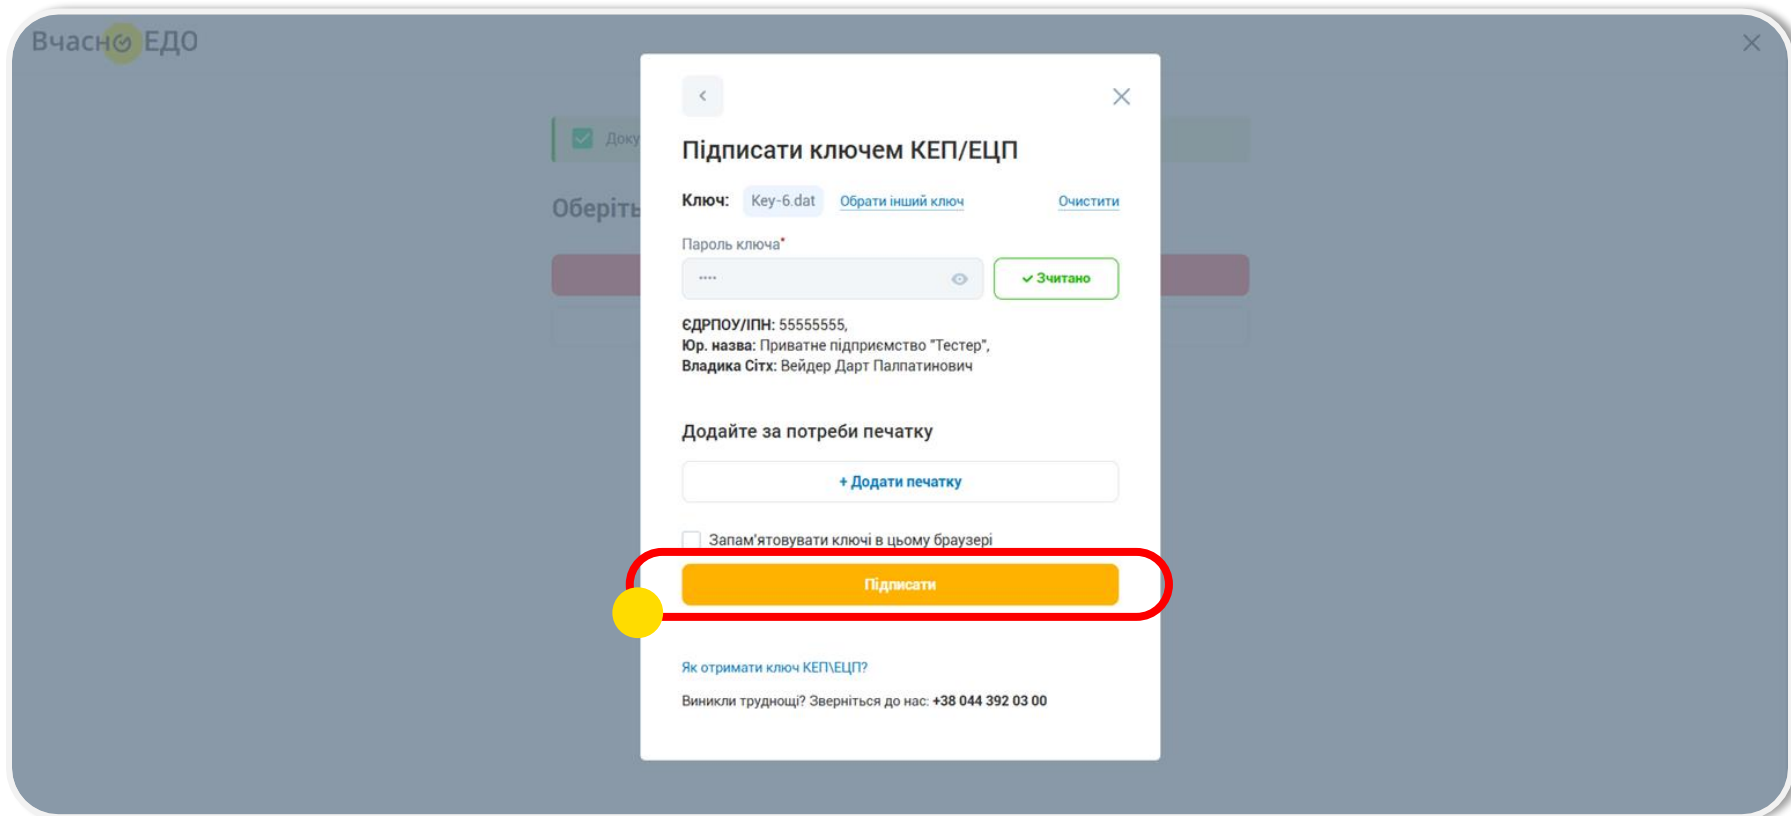 Вчасно ЕДО
Доку
Підписати ключем КЕП/ЕЦП
Оберіть
Ключ: Key-6.dat Обрати інший ключ Очистити
Пароль ключа*
•••• Зчитано
ЄДРПОУ/ІПН: 55555555,
Юр. назва: Приватне підприємство "Тестер",
Владика Сітх: Вейдер Дарт Палпатинович
Додайте за потреби печатку
+ Додати печатку
Запам'ятовувати ключі в цьому браузері
Підписати
Як отримати ключ КЕП\ЕЦП?
Виникли труднощі? Зверніться до нас: +38 044 392 03 00